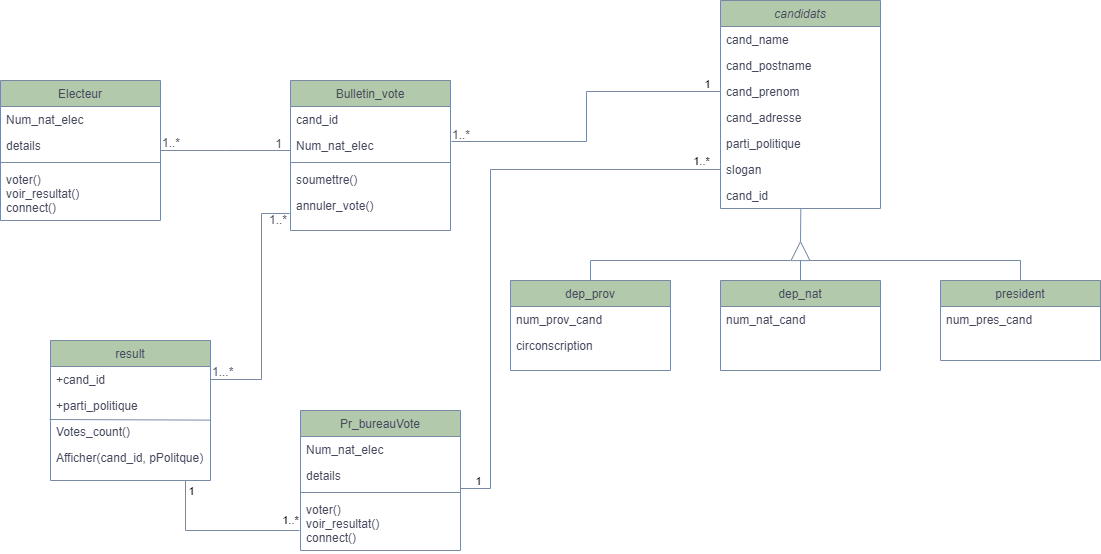 candidats
cand_name
cand_postname
cand_prenom
cand_adresse
parti_politique
slogan
cand_id
Electeur
Num_nat_elec
details
voter()
voir_resultat()
connect()
1..*
1
Bulletin_vote
cand_id
Num_nat_elec
soumettre()
annuler_vote()
1..*
1
1..*
1..*
dep_prov
num_prov_cand
circonscription
dep_nat
num_nat_cand
president
num_pres_cand
result
+cand_id
+parti_politique
Votes_count()
Afficher(cand_id, pPolitque)
1...*
1
1..*
Pr_bureauVote
Num_nat_elec
details
voter()
voir_resultat()
connect()
1